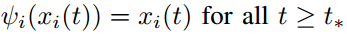 ψᵢ(xᵢ(t)) = xᵢ(t) for all t ≥ t∗